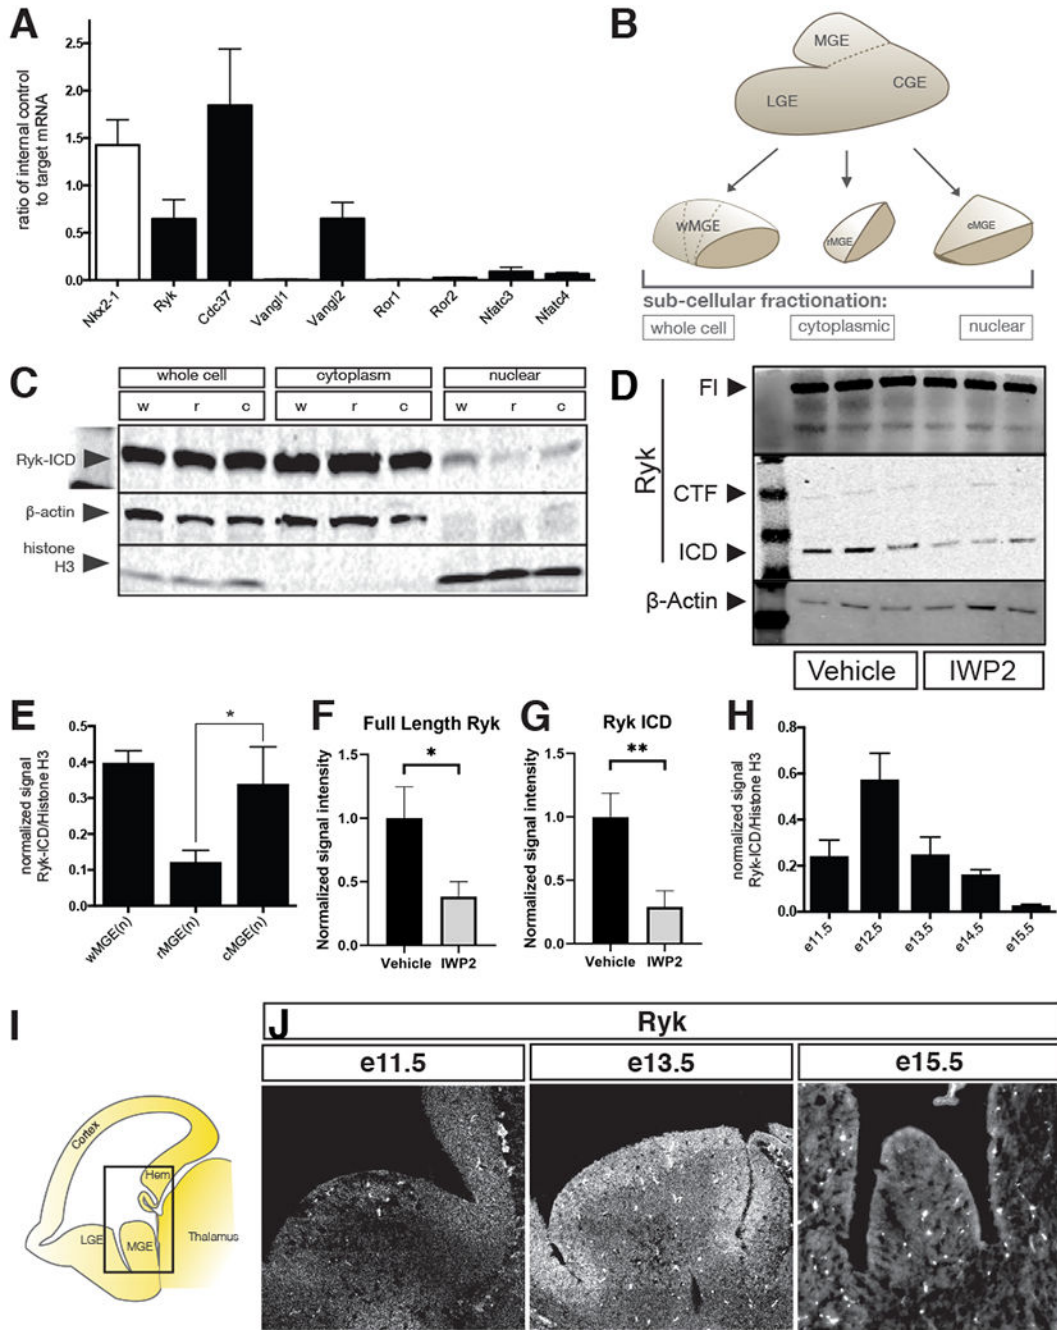 A
ratio of internal control
to target mRNA
2.5
2.0
1.5
1.0
0.5
0.0
Nkx2-1
Ryk
Cdc37
Vangl1
Vangl2
Ror1
Ror2
Nfatc3
Nfatc4
B
MGE
LGE
CGE
wMGE
rMGE
cMGE
sub-cellular fractionation:
whole cell
cytoplasmic
nuclear
C
whole cell
cytoplasm
nuclear
w r c w r c w r c
Ryk-ICD
β-actin
histone
H3
D
Ryk
Fl
CTF
ICD
β-Actin
Vehicle
IWP2
E
normalized signal
Ryk-ICD/Histone H3
0.5
0.4
0.3
0.2
0.1
0.0
*
wMGE(n)
rMGE(n)
cMGE(n)
F
Full Length Ryk
Normalized signal intensity
1.5
1.0
0.5
0.0
*
Vehicle
IWP2
G
Ryk ICD
Normalized signal intensity
1.5
1.0
0.5
0.0
**
Vehicle
IWP2
H
normalized signal
Ryk-ICD/Histone H3
0.8
0.6
0.4
0.2
0.0
e11.5
e12.5
e13.5
e14.5
e15.5
I
Cortex
Hem
LGE
MGE
Thalamus
J
Ryk
e11.5
e13.5
e15.5